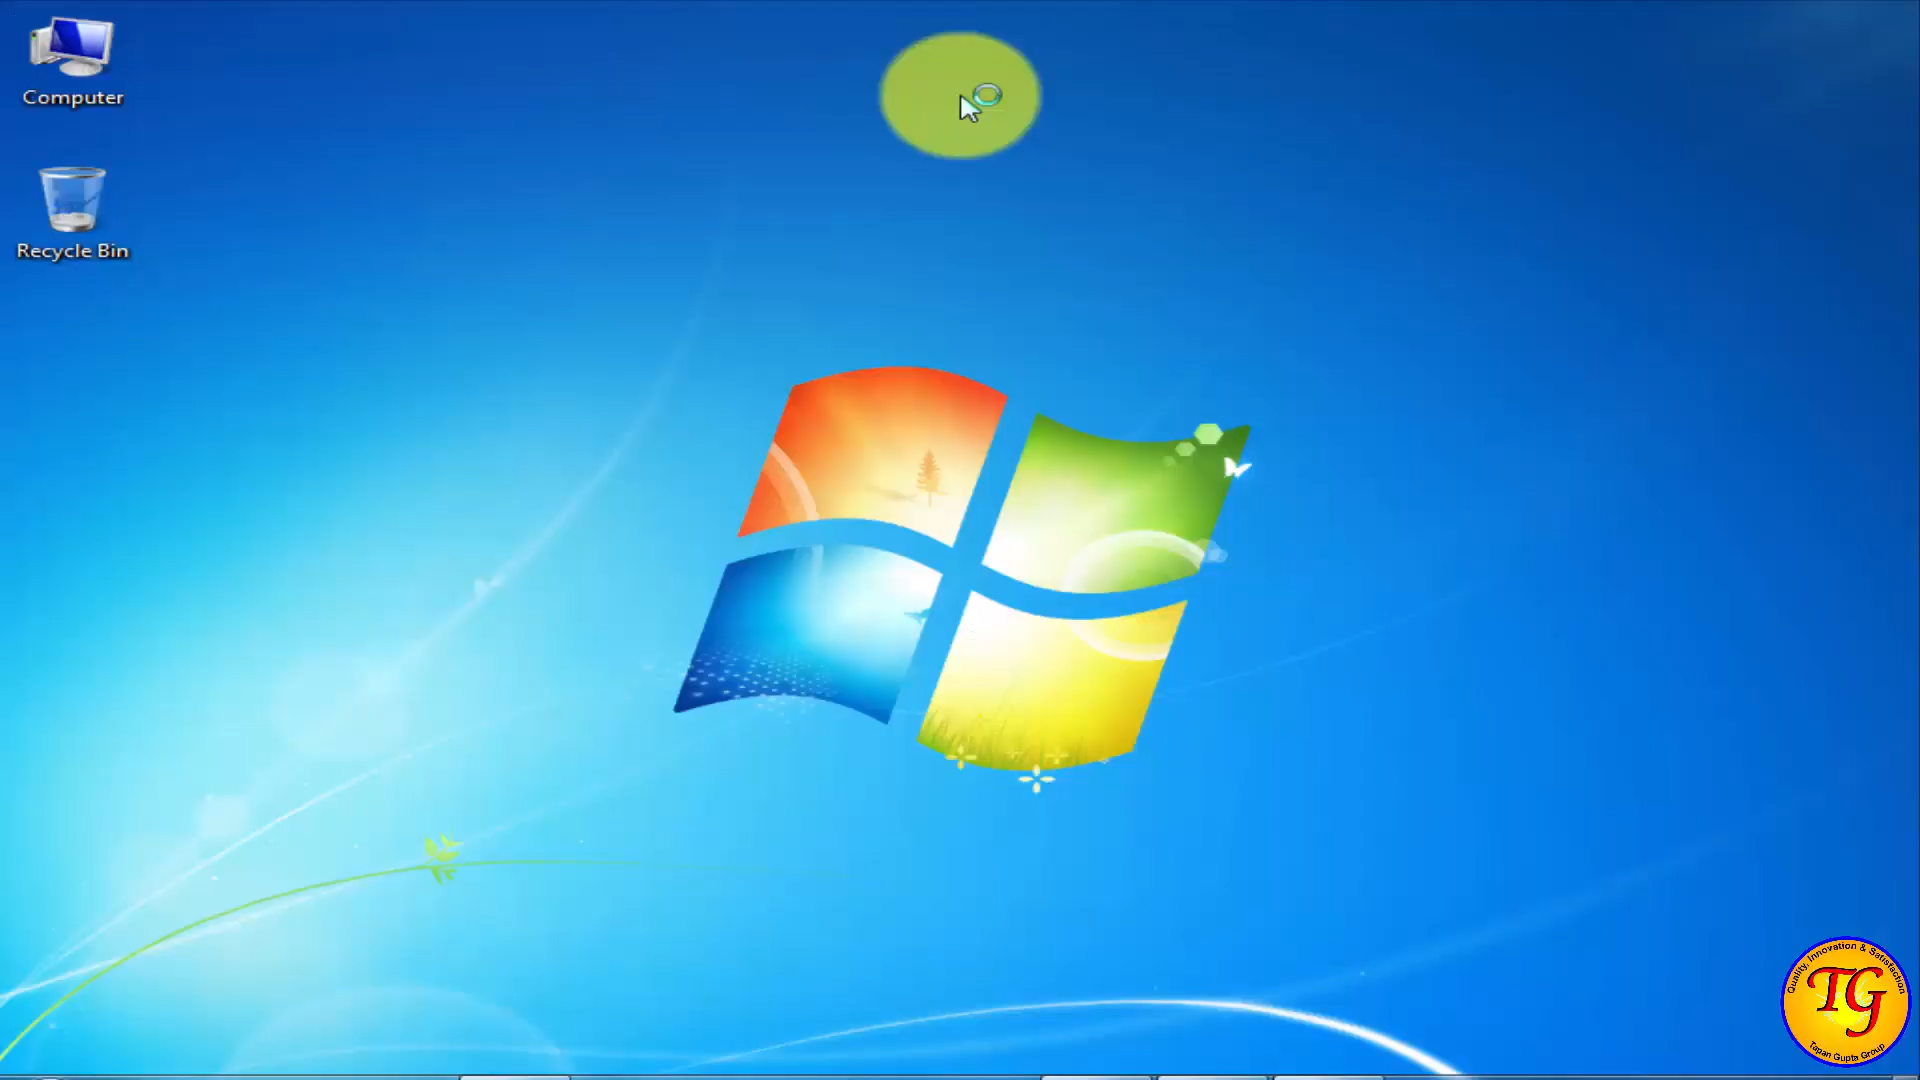 Computer
Recycle Bin
Quality, Innovation & Satisfaction
TG
Tapan Gupta Group